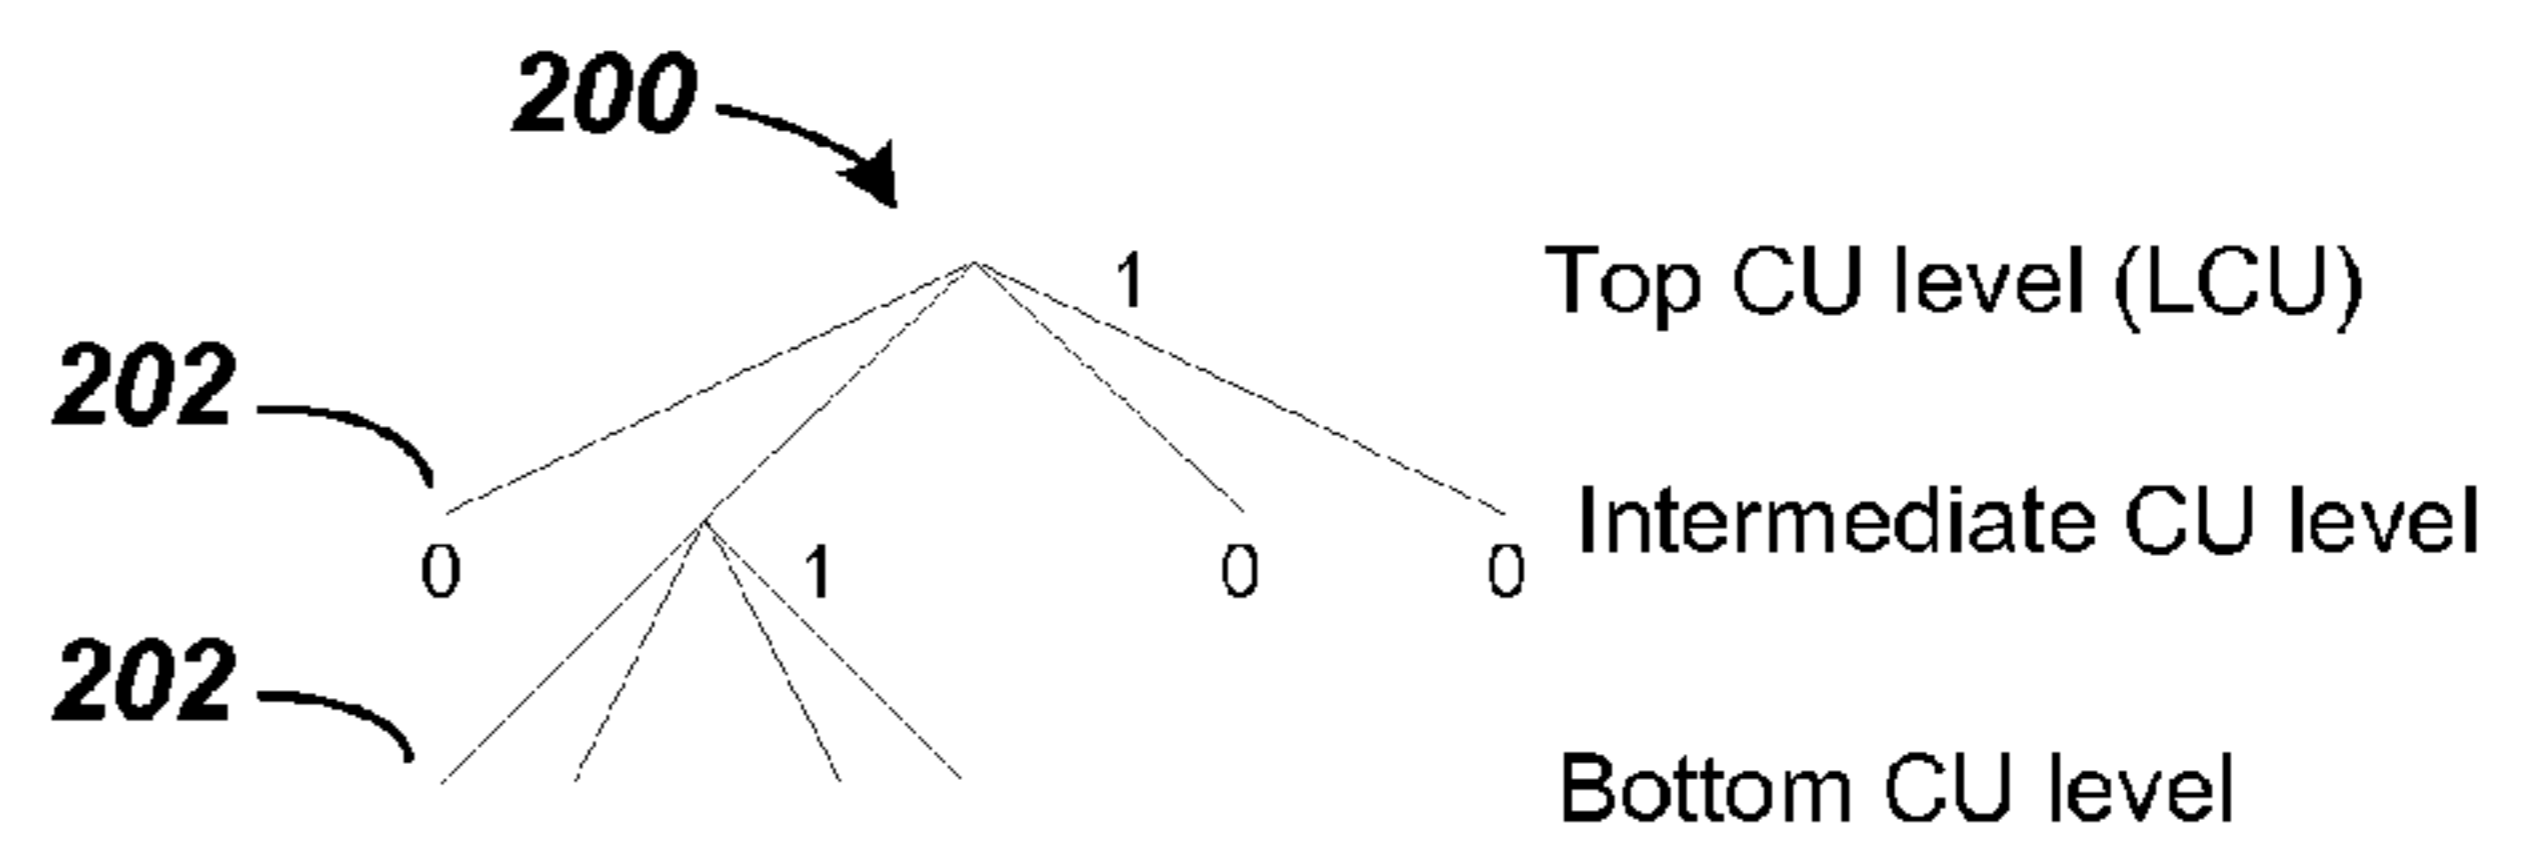 200
1 Top CU level (LCU)
202
0 1 0 0 Intermediate CU level
202
Bottom CU level